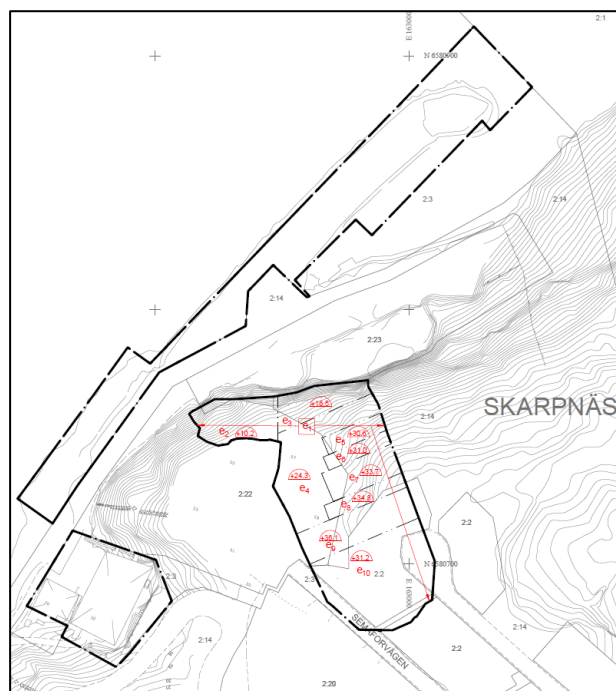 2:1
E 163000
N 6580900
2:3
2:14
2:14
2:23
+18.5
SKARPNÄS
2:14
e3
e1
e2
+10.2
e5
+30.6
e6
+31.0
+24.3
e7
+33.7
e4
2:22
+34.8
e8
2:2
+36.1
e9
+31.2
N 6580700
2:3
2:3
2:2
e10
2:14
2:14
SEMAFORVÄGEN
2:2
2:20